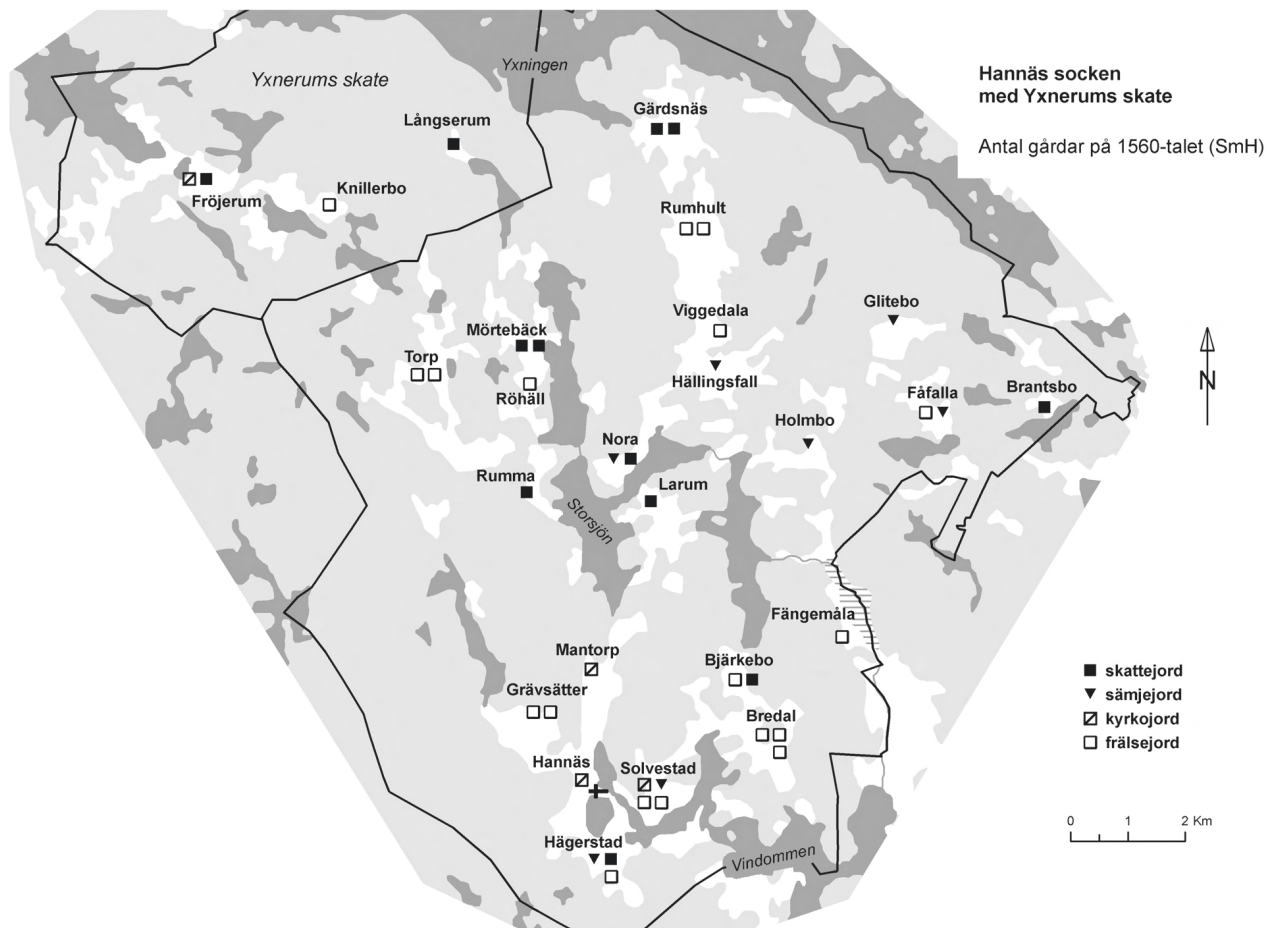 Hannäs socken
med Yxnerums skate
Antal gårdar på 1560-talet (SmH)
Yxnerums skate
Yxningen
Långserum
Gärdsnäs
Fröjerum
Knillerbo
Rumhult
Glitebo
Viggedala
Mörtebäck
Torp
Hällingsfall
Röhäll
Fåfalla
Brantsbo
N
Holmbo
Nora
Rumma
Larum
Storsjön
Fängemåla
Mantorp
Bjärkebo
Grävsätter
Bredal
skattejord
sämjejord
kyrkojord
frälsejord
Hannäs
Solvestad
Hägerstad
Vindommen
0 1 2 Km